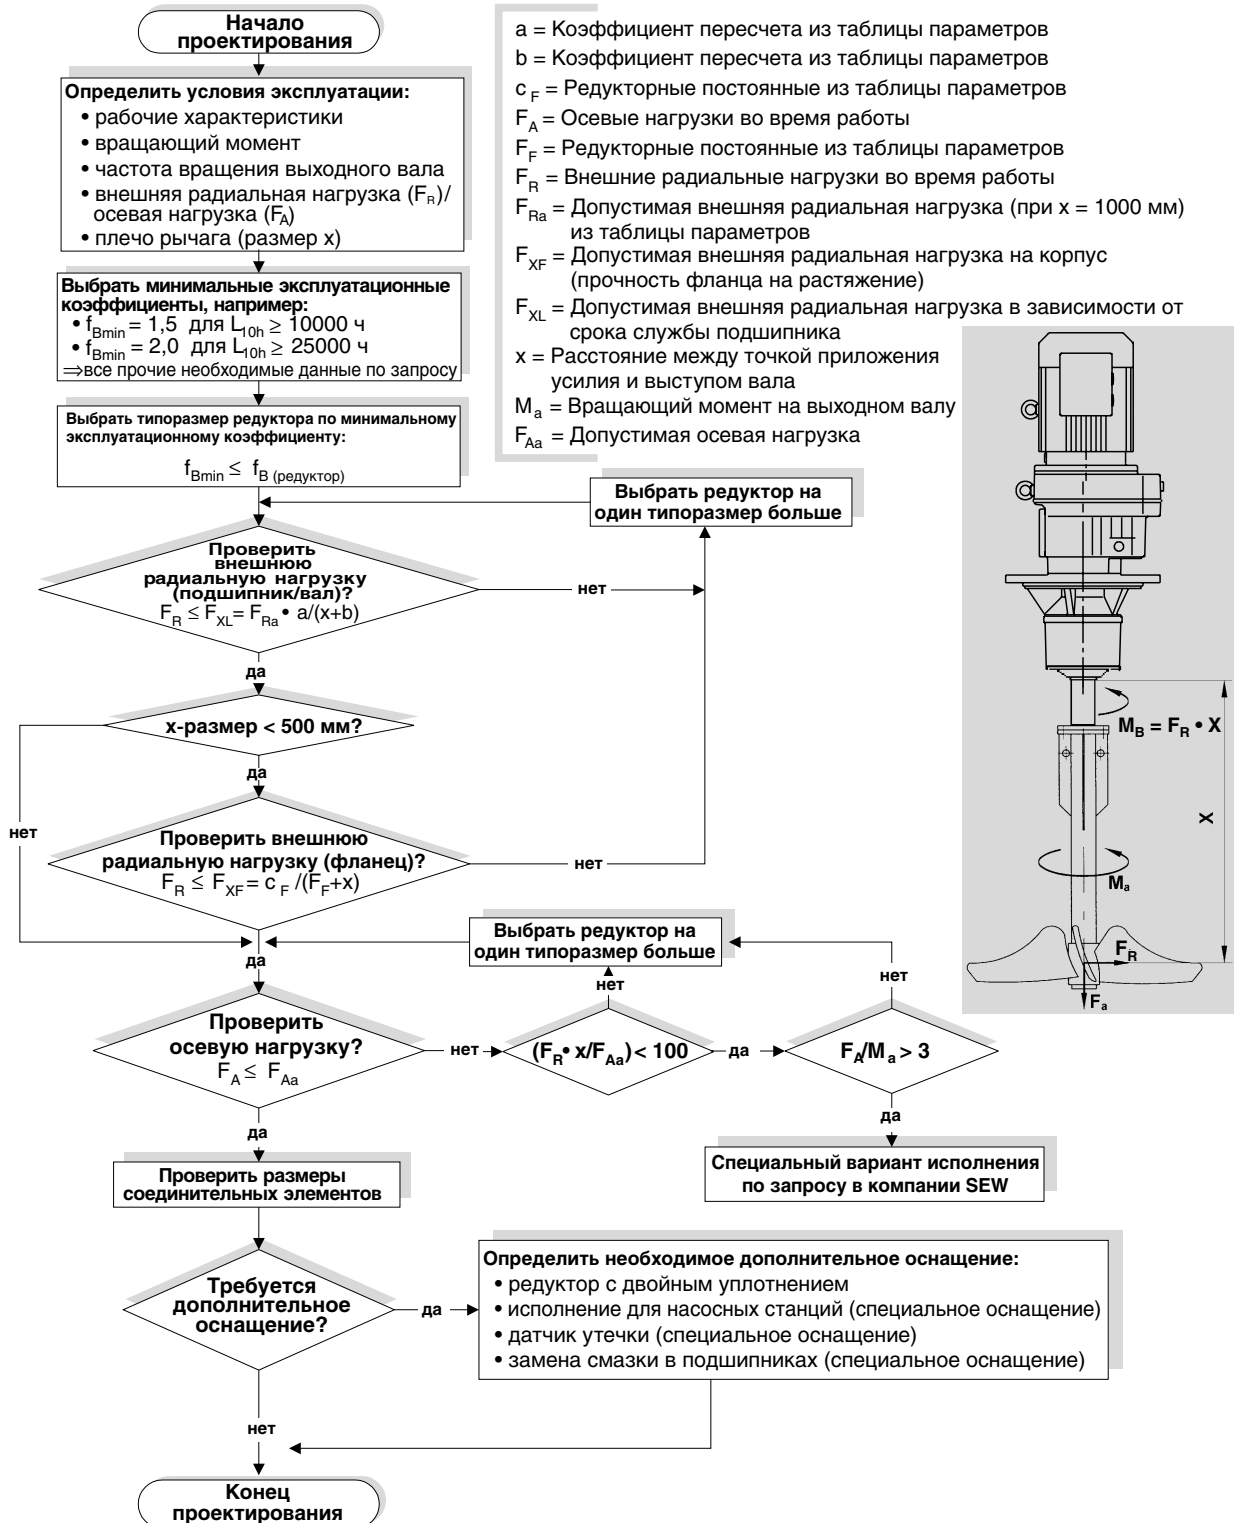 Начало
проектирования
Определить условия эксплуатации:
• рабочие характеристики
• вращающий момент
• частота вращения выходного вала
• внешняя радиальная нагрузка (F_R)/
осевая нагрузка (F_A)
• плечо рычага (размер x)
Выбрать минимальные эксплуатационные
коэффициенты, например:
• f_Bmin = 1,5 для L_10h ≥ 10000 ч
• f_Bmin = 2,0 для L_10h ≥ 25000 ч
⇒все прочие необходимые данные по запросу
Выбрать типоразмер редуктора по минимальному
эксплуатационному коэффициенту:
f_Bmin ≤ f_B (редуктор)
a = Коэффициент пересчета из таблицы параметров
b = Коэффициент пересчета из таблицы параметров
c_F = Редукторные постоянные из таблицы параметров
F_A = Осевые нагрузки во время работы
F_F = Редукторные постоянные из таблицы параметров
F_R = Внешние радиальные нагрузки во время работы
F_Ra = Допустимая внешняя радиальная нагрузка (при x = 1000 мм)
из таблицы параметров
F_XF = Допустимая внешняя радиальная нагрузка на корпус
(прочность фланца на растяжение)
F_XL = Допустимая внешняя радиальная нагрузка в зависимости от
срока службы подшипника
x = Расстояние между точкой приложения
усилия и выступом вала
M_a = Вращающий момент на выходном валу
F_Aa = Допустимая осевая нагрузка
Выбрать редуктор на
один типоразмер больше
Проверить
внешнюю
радиальную нагрузку
(подшипник/вал)?
F_R ≤ F_XL = F_Ra • a/(x+b)
нет
да
x-размер < 500 мм?
да
нет
Проверить внешнюю
радиальную нагрузку (фланец)?
F_R ≤ F_XF = c_F /(F_F+x)
нет
да
Выбрать редуктор на
один типоразмер больше
нет
нет
Проверить
осевую нагрузку?
F_A ≤ F_Aa
нет
(F_R • x/F_Aa) < 100
да
F_A/M_a > 3
да
да
Проверить размеры
соединительных элементов
Специальный вариант исполнения
по запросу в компании SEW
Требуется
дополнительное
оснащение?
да
Определить необходимое дополнительное оснащение:
• редуктор с двойным уплотнением
• исполнение для насосных станций (специальное оснащение)
• датчик утечки (специальное оснащение)
• замена смазки в подшипниках (специальное оснащение)
нет
Конец
проектирования
M_B = F_R • X
X
M_a
F_R
F_a